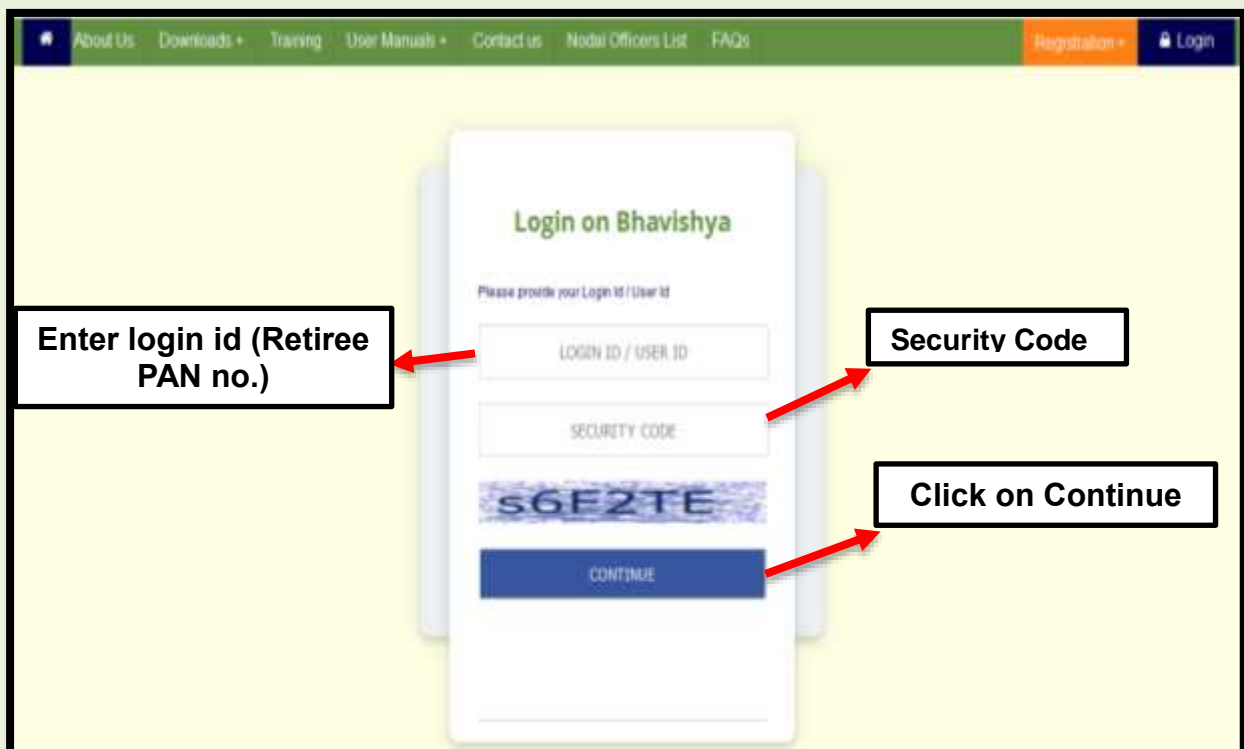 About Us Downloads + Training User Manuals + Contact us Nodal Officers List FAQs Registration + Login
Login on Bhavishya
Please provide your Login Id / User Id
Enter login id (Retiree
PAN no.)
LOGIN ID / USER ID
Security Code
SECURITY CODE
s6F2TE
Click on Continue
CONTINUE